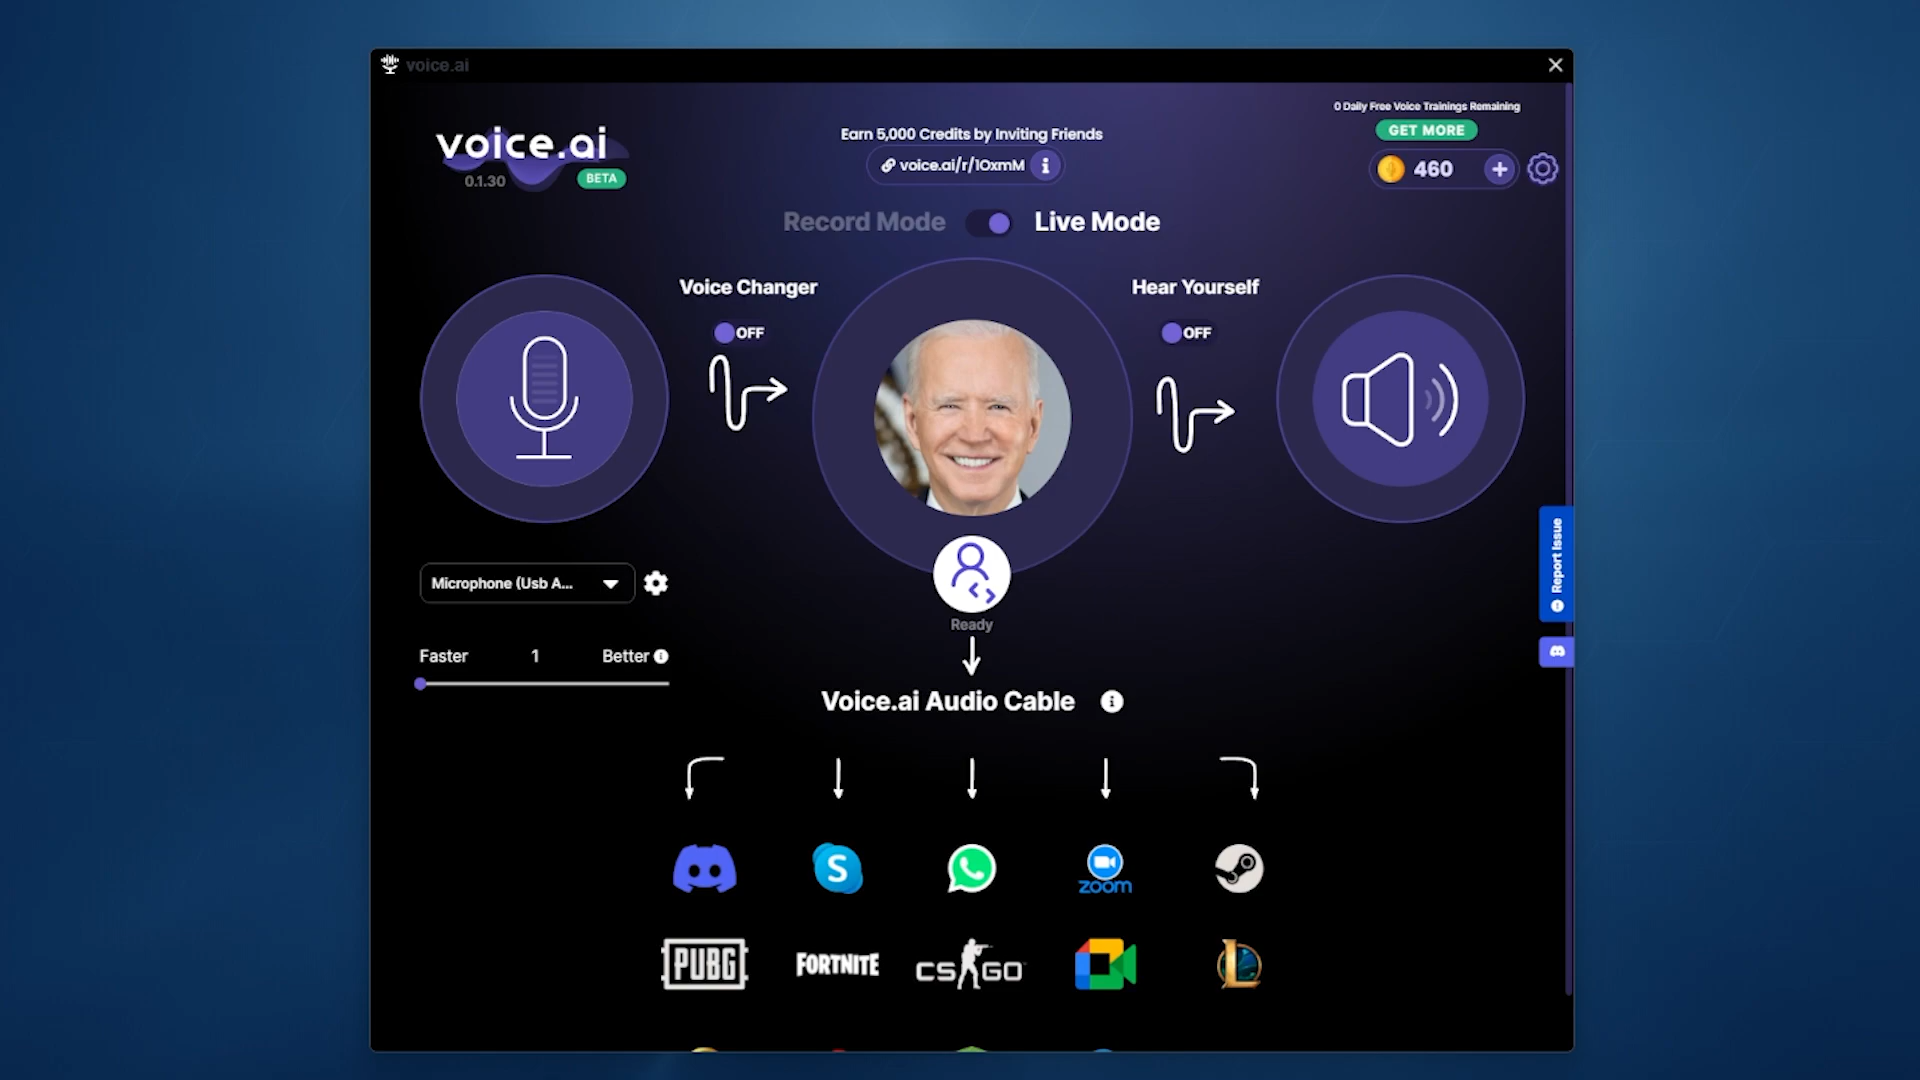 voice.ai
0 Daily Free Voice Trainings Remaining
GET MORE
voice.ai
0.1.30
BETA
Earn 5,000 Credits by Inviting Friends
voice.ai/r/1OxmM
460
Record Mode
Live Mode
Voice Changer
OFF
Hear Yourself
OFF
Microphone (Usb A...
Ready
Report Issue
Faster
1
Better
Voice.ai Audio Cable
S
zoom
PUBG
FORTNITE
CS GO
L